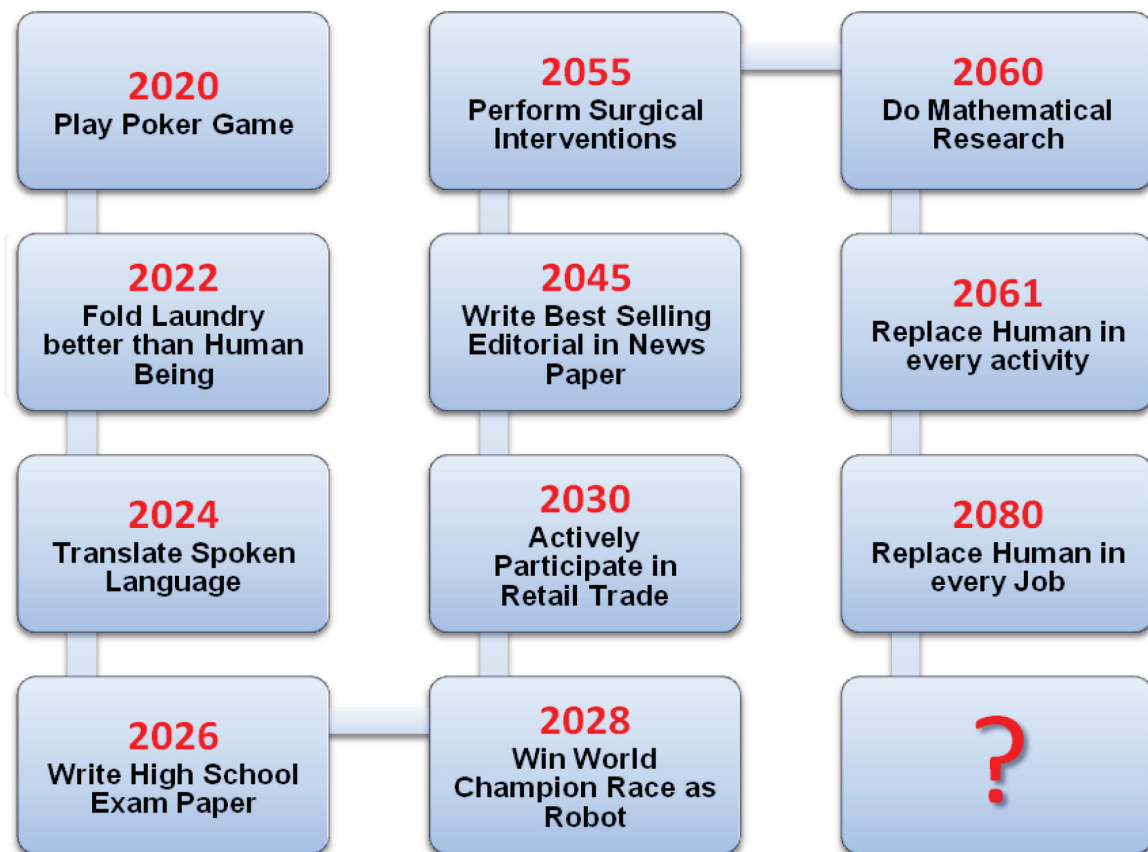 2020
Play Poker Game
2022
Fold Laundry
better than Human
Being
2024
Translate Spoken
Language
2026
Write High School
Exam Paper
2028
Win World
Champion Race as
Robot
2030
Actively
Participate in
Retail Trade
2045
Write Best Selling
Editorial in News
Paper
2055
Perform Surgical
Interventions
2060
Do Mathematical
Research
2061
Replace Human in
every activity
2080
Replace Human in
every Job
?